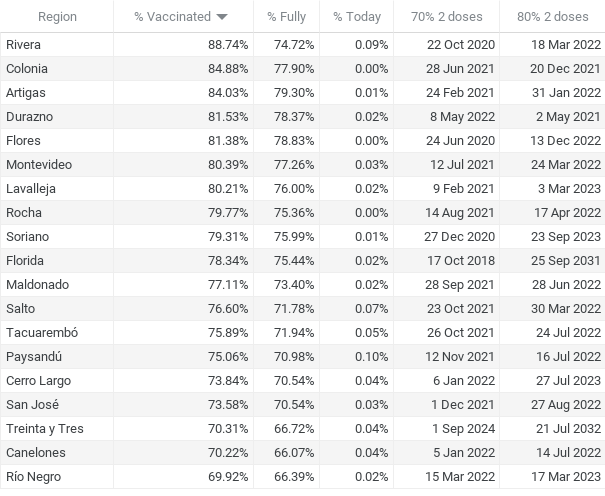 Region % Vaccinated % Fully % Today 70% 2 doses 80% 2 doses
Rivera 88.74% 74.72% 0.09% 22 Oct 2020 18 Mar 2022
Colonia 84.88% 77.90% 0.00% 28 Jun 2021 20 Dec 2021
Artigas 84.03% 79.30% 0.01% 24 Feb 2021 31 Jan 2022
Durazno 81.53% 78.37% 0.02% 8 May 2022 2 May 2021
Flores 81.38% 78.83% 0.00% 24 Jun 2020 13 Dec 2022
Montevideo 80.39% 77.26% 0.03% 12 Jul 2021 24 Mar 2022
Lavalleja 80.21% 76.00% 0.02% 9 Feb 2021 3 Mar 2023
Rocha 79.77% 75.36% 0.00% 14 Aug 2021 17 Apr 2022
Soriano 79.31% 75.99% 0.01% 27 Dec 2020 23 Sep 2023
Florida 78.34% 75.44% 0.02% 17 Oct 2018 25 Sep 2031
Maldonado 77.11% 73.40% 0.02% 28 Sep 2021 28 Jun 2022
Salto 76.60% 71.78% 0.07% 23 Oct 2021 30 Mar 2022
Tacuarembó 75.89% 71.94% 0.05% 26 Oct 2021 24 Jul 2022
Paysandú 75.06% 70.98% 0.10% 12 Nov 2021 16 Jul 2022
Cerro Largo 73.84% 70.54% 0.04% 6 Jan 2022 27 Jul 2023
San José 73.58% 70.54% 0.03% 1 Dec 2021 27 Aug 2022
Treinta y Tres 70.31% 66.72% 0.04% 1 Sep 2024 21 Jul 2032
Canelones 70.22% 66.07% 0.04% 5 Jan 2022 14 Jul 2022
Río Negro 69.92% 66.39% 0.02% 15 Mar 2022 17 Mar 2023